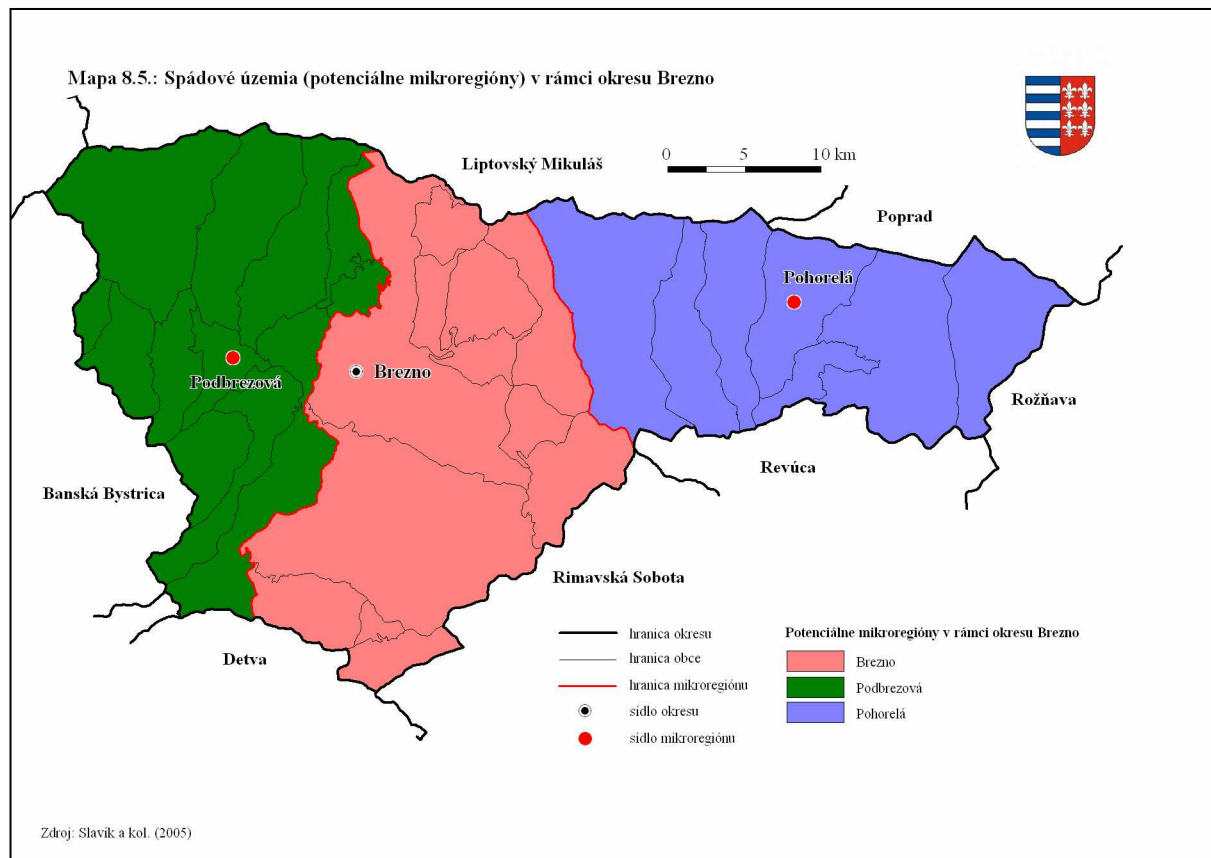 Mapa 8.5.: Spádové územia (potenciálne mikroregióny) v rámci okresu Brezno
Liptovský Mikuláš
0 5 10 km
Poprad
Pohorelá
Podbrezová
Brezno
Rožňava
Revúca
Banská Bystrica
Rimavská Sobota
Detva
hranica okresu
hranica obce
hranica mikroregiónu
sídlo okresu
sídlo mikroregiónu
Potenciálne mikroregióny v rámci okresu Brezno
Brezno
Podbrezová
Pohorelá
Zdroj: Slavík a kol. (2005)